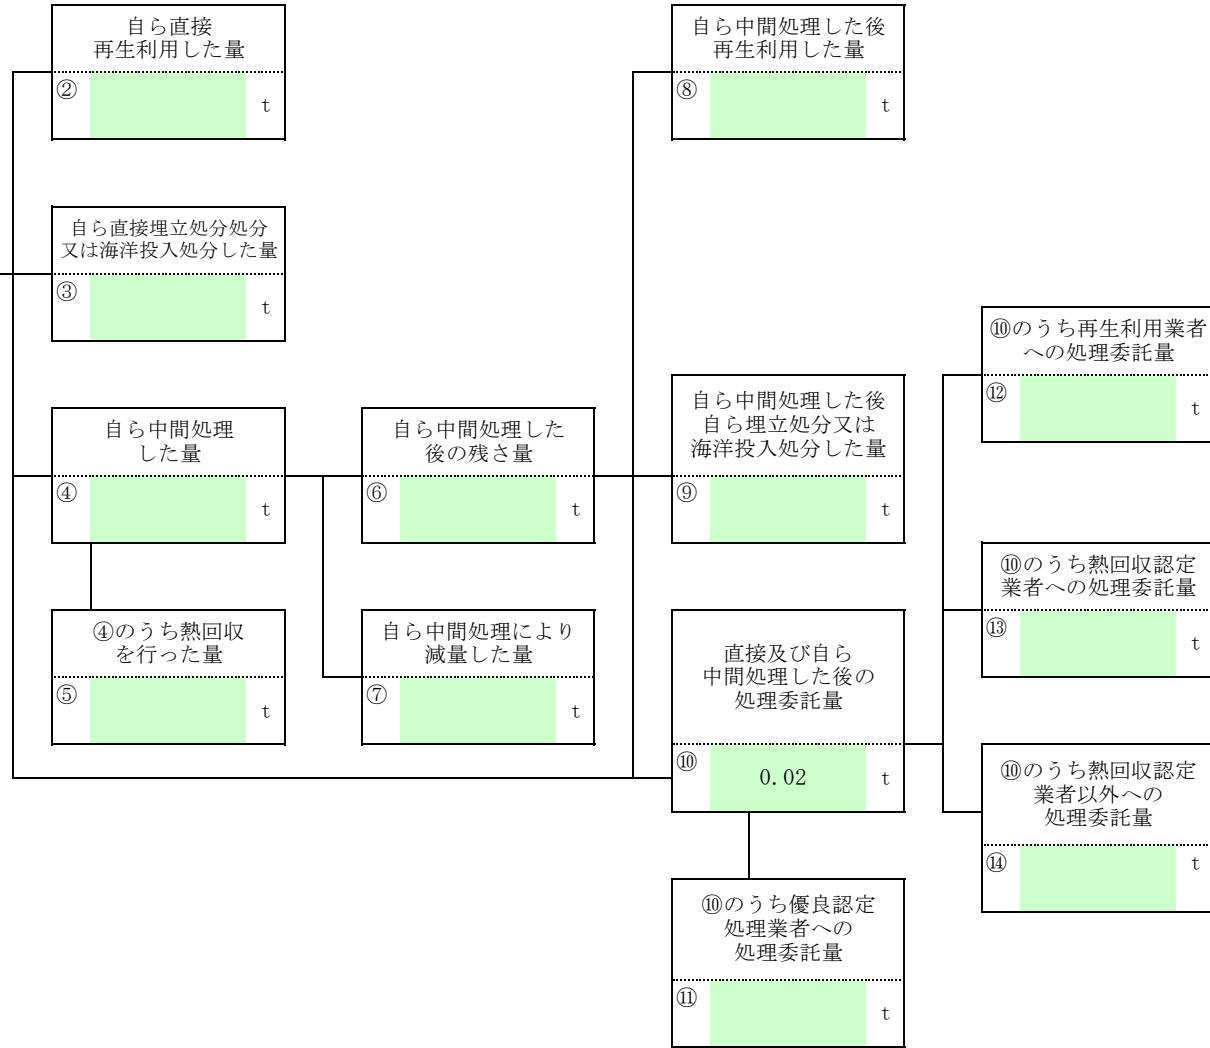 自ら直接
再生利用した量
②
t
自ら直接埋立処分処分
又は海洋投入処分した量
③
t
自ら中間処理
した量
④
t
④のうち熱回収
を行った量
⑤
t
自ら中間処理した
後の残さ量
⑥
t
自ら中間処理により
減量した量
⑦
t
自ら中間処理した後
再生利用した量
⑧
t
自ら中間処理した後
自ら埋立処分又は
海洋投入処分した量
⑨
t
直接及び自ら
中間処理した後の
処理委託量
⑩
0.02 t
⑩のうち優良認定
処理業者への
処理委託量
⑪
t
⑩のうち再生利用業者
への処理委託量
⑫
t
⑩のうち熱回収認定
業者への処理委託量
⑬
t
⑩のうち熱回収認定
業者以外への
処理委託量
⑭
t